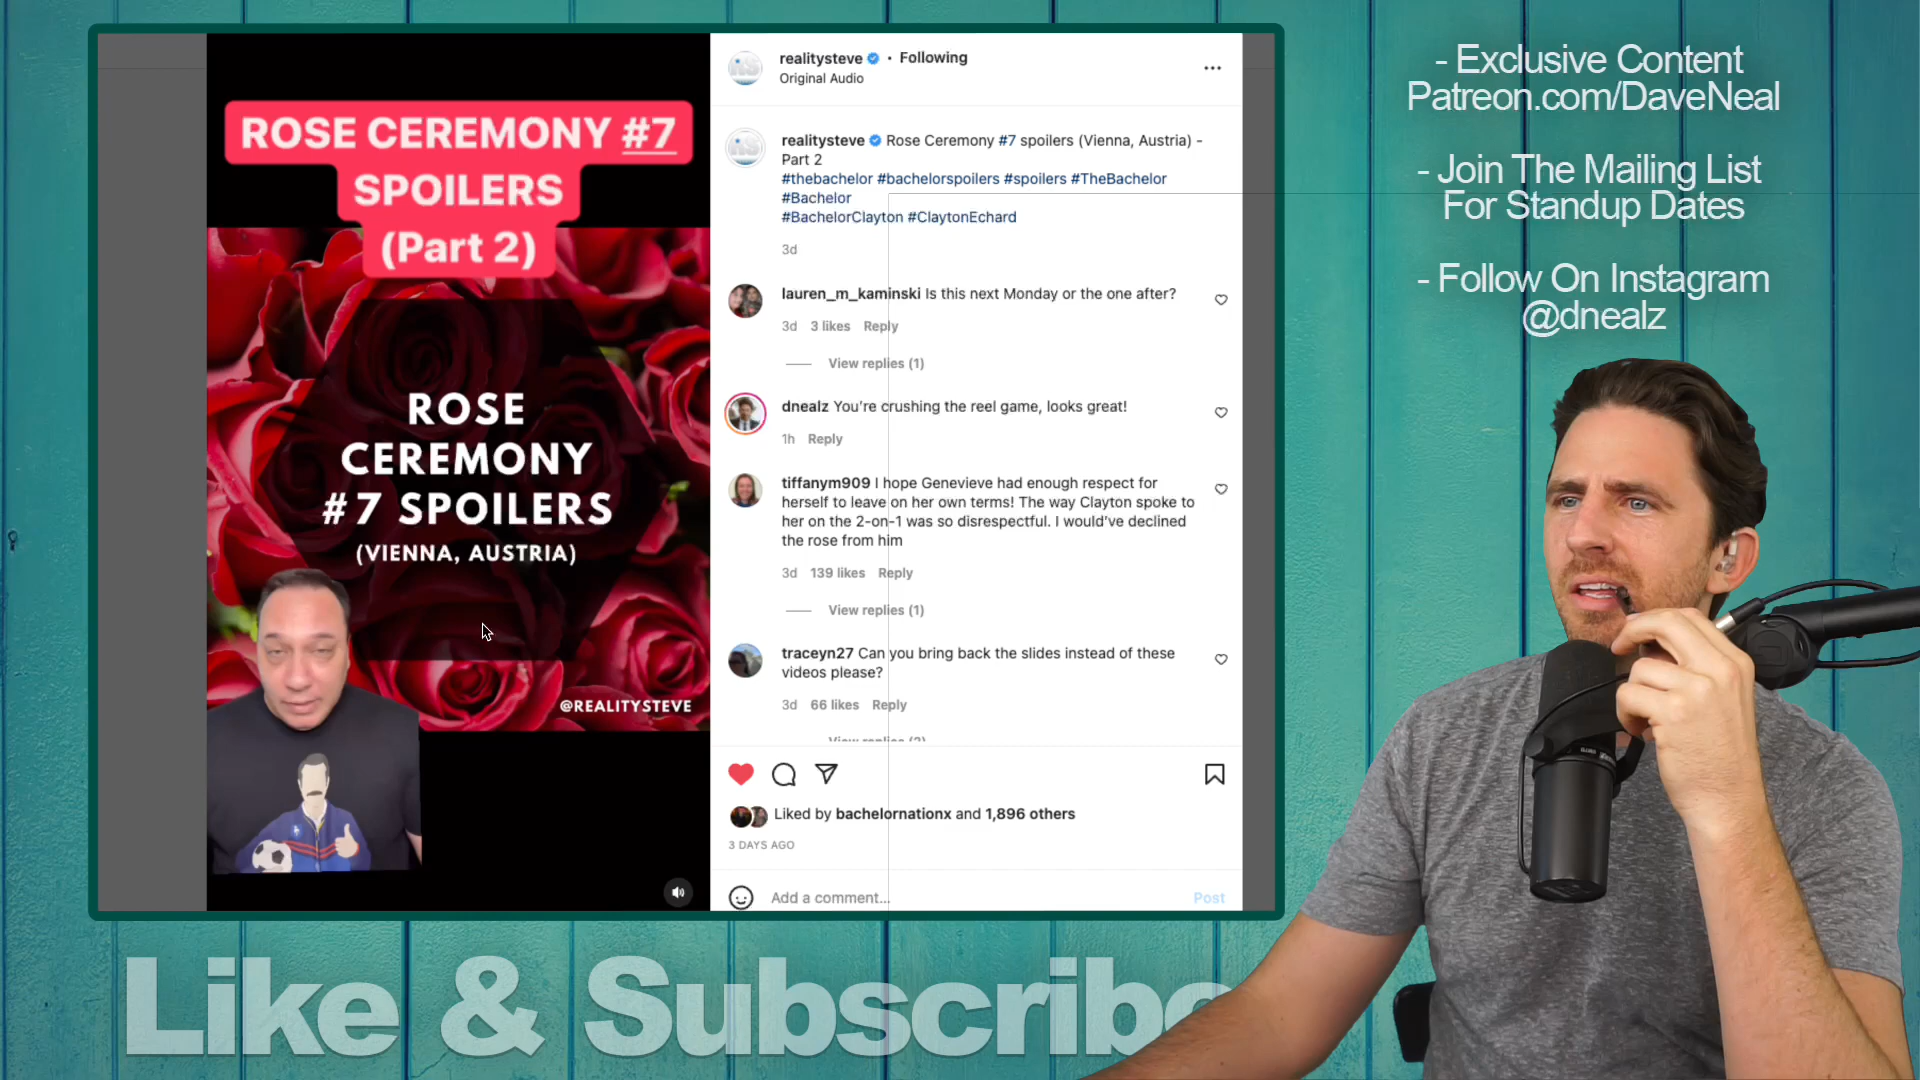 ROSE CEREMONY #7
SPOILERS
(Part 2)
ROSE
CEREMONY
#7 SPOILERS
(VIENNA, AUSTRIA)
@REALITYSTEVE
realitysteve • Following
Original Audio
realitysteve Rose Ceremony #7 spoilers (Vienna, Austria) -
Part 2
#thebachelor #bachelorspoilers #spoilers #TheBachelor
#Bachelor
#BachelorClayton #ClaytonEchard
3d
lauren_m_kaminski Is this next Monday or the one after?
3d 3 likes Reply
View replies (1)
dnealz You're crushing the reel game, looks great!
1h Reply
tiffanym909 I hope Genevieve had enough respect for
herself to leave on her own terms! The way Clayton spoke to
her on the 2-on-1 was so disrespectful. I would've declined
the rose from him
3d 139 likes Reply
View replies (1)
traceyn27 Can you bring back the slides instead of these
videos please?
3d 66 likes Reply
View replies
Liked by bachelornationx and 1,896 others
3 DAYS AGO
Add a comment...
Post
- Exclusive Content
Patreon.com/DaveNeal
- Join The Mailing List
For Standup Dates
- Follow On Instagram
@dnealz
Like & Subscribe